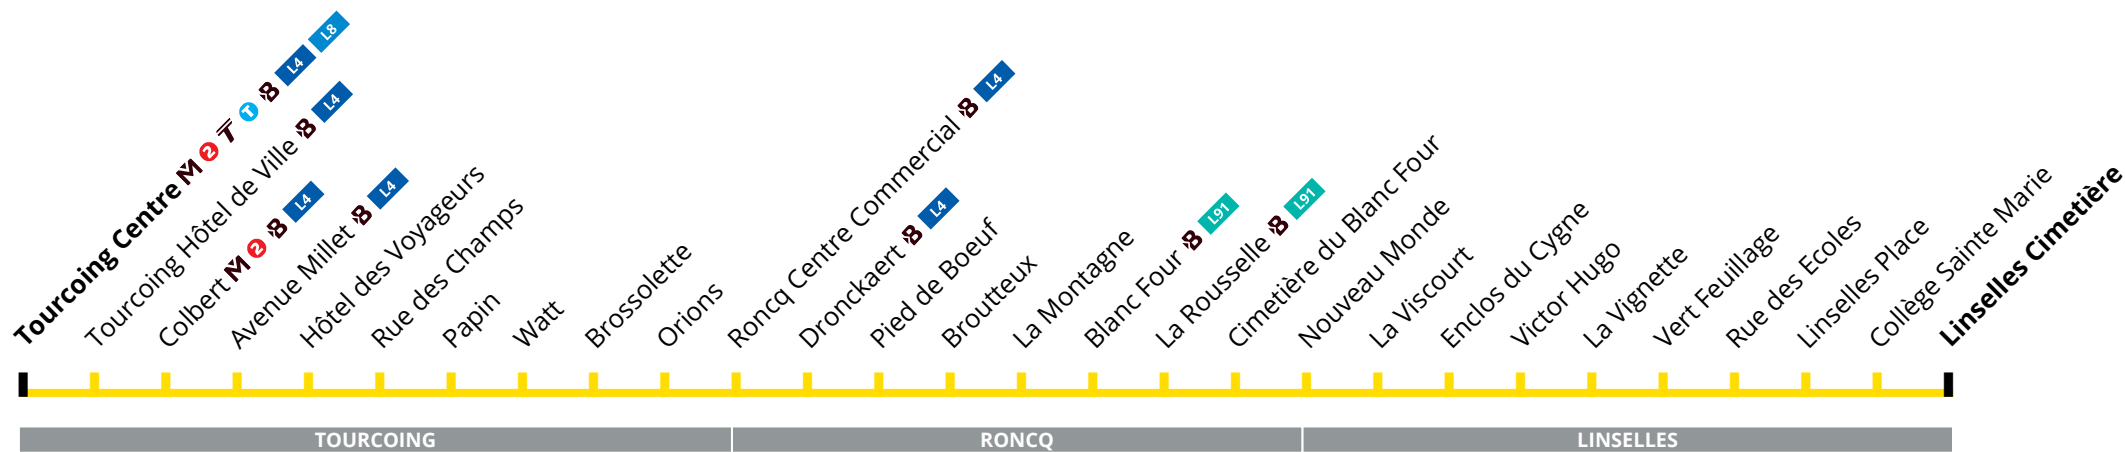 Tourcoing Centre M 2 T T B L4 L8
Tourcoing Hôtel de Ville B L4
Colbert M 2 B L4
Avenue Millet B L4
Hôtel des Voyageurs
Rue des Champs
Papin
Watt
Brossolette
Orions
Roncq Centre Commercial B L4
Dronckaert B L4
Pied de Boeuf
Broutteux
La Montagne
Blanc Four B L91
La Rousselle B L91
Cimetière du Blanc Four
Nouveau Monde
La Viscourt
Enclos du Cygne
Victor Hugo
La Vignette
Vert Feuillage
Rue des Ecoles
Linselles Place
Collège Sainte Marie
Linselles Cimetière
TOURCOING
RONCQ
LINSELLES